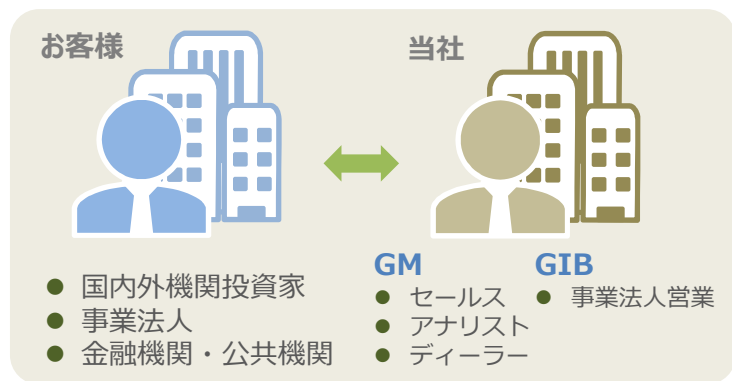 お客様
● 国内外機関投資家
● 事業法人
● 金融機関・公共機関
当社
GM
● セールス
● アナリスト
● ディーラー
GIB
● 事業法人営業